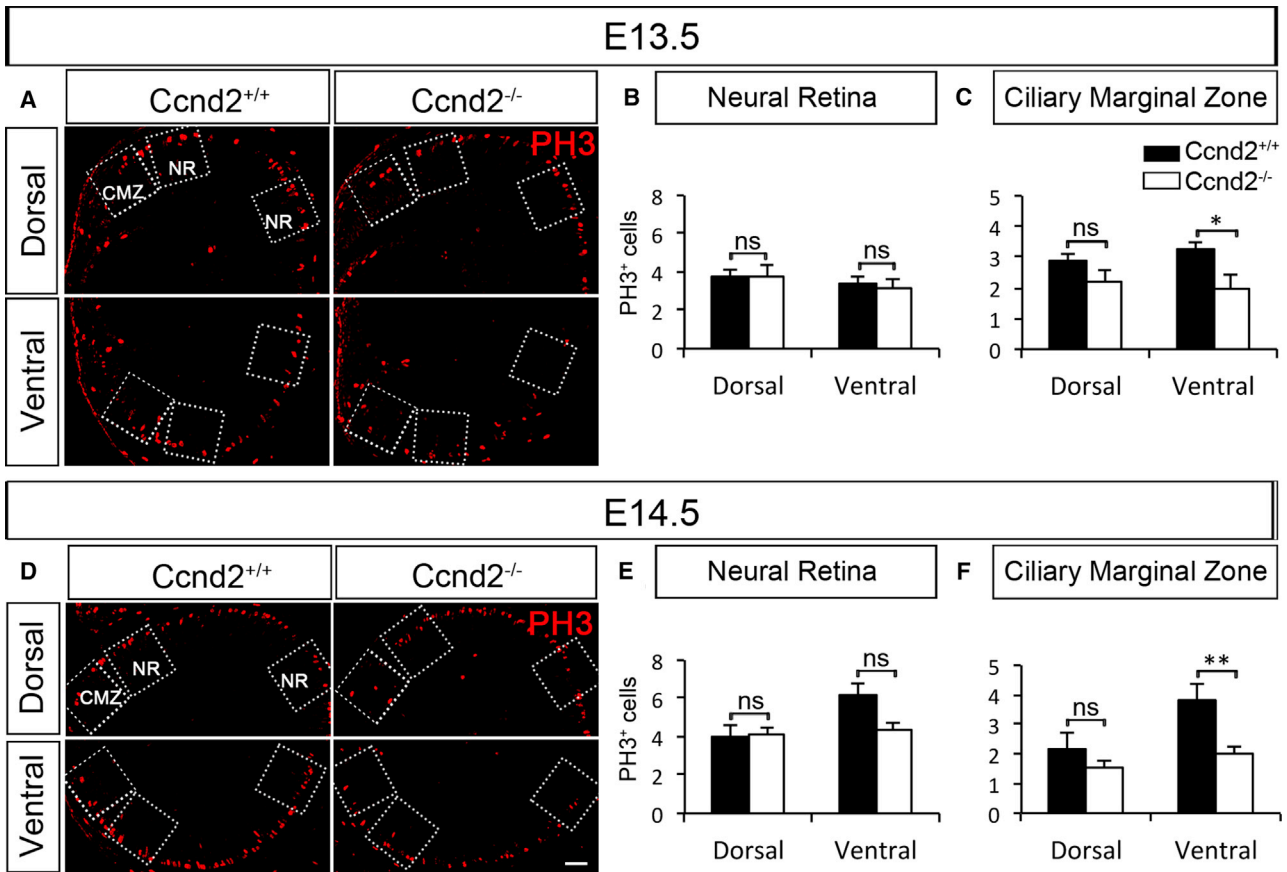 E13.5
A
Ccnd2+/+
Ccnd2-/-
B
Neural Retina
C
Ciliary Marginal Zone
Dorsal
CMZ
NR
NR
PH3
Ventral
PH3+ cells
8
6
4
2
0
ns
ns
Dorsal
Ventral
Ccnd2+/+
Ccnd2-/-
5
4
3
2
1
0
ns
*
Dorsal
Ventral
E14.5
D
Ccnd2+/+
Ccnd2-/-
E
Neural Retina
F
Ciliary Marginal Zone
Dorsal
CMZ
NR
NR
PH3
Ventral
PH3+ cells
8
6
4
2
0
ns
ns
Dorsal
Ventral
5
4
3
2
1
0
ns
**
Dorsal
Ventral